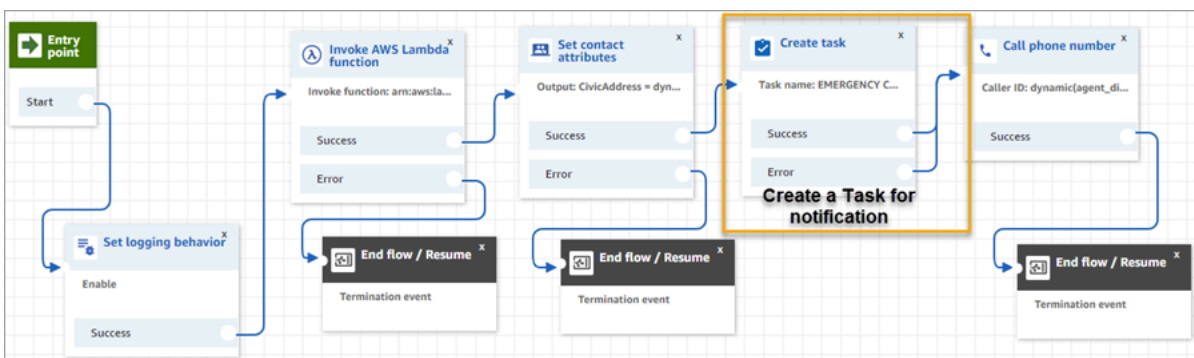 Entry
point
Start
Set logging behavior
x
Enable
Success
Invoke AWS Lambda
function
x
Invoke function: arn:aws:la...
Success
Error
End flow / Resume
x
Termination event
Set contact
attributes
x
Output: CivicAddress = dyn...
Success
Error
End flow / Resume
x
Termination event
Create task
x
Task name: EMERGENCY C...
Success
Error
Create a Task for
notification
Call phone number
x
Caller ID: dynamic(agent_di...
Success
End flow / Resume
x
Termination event